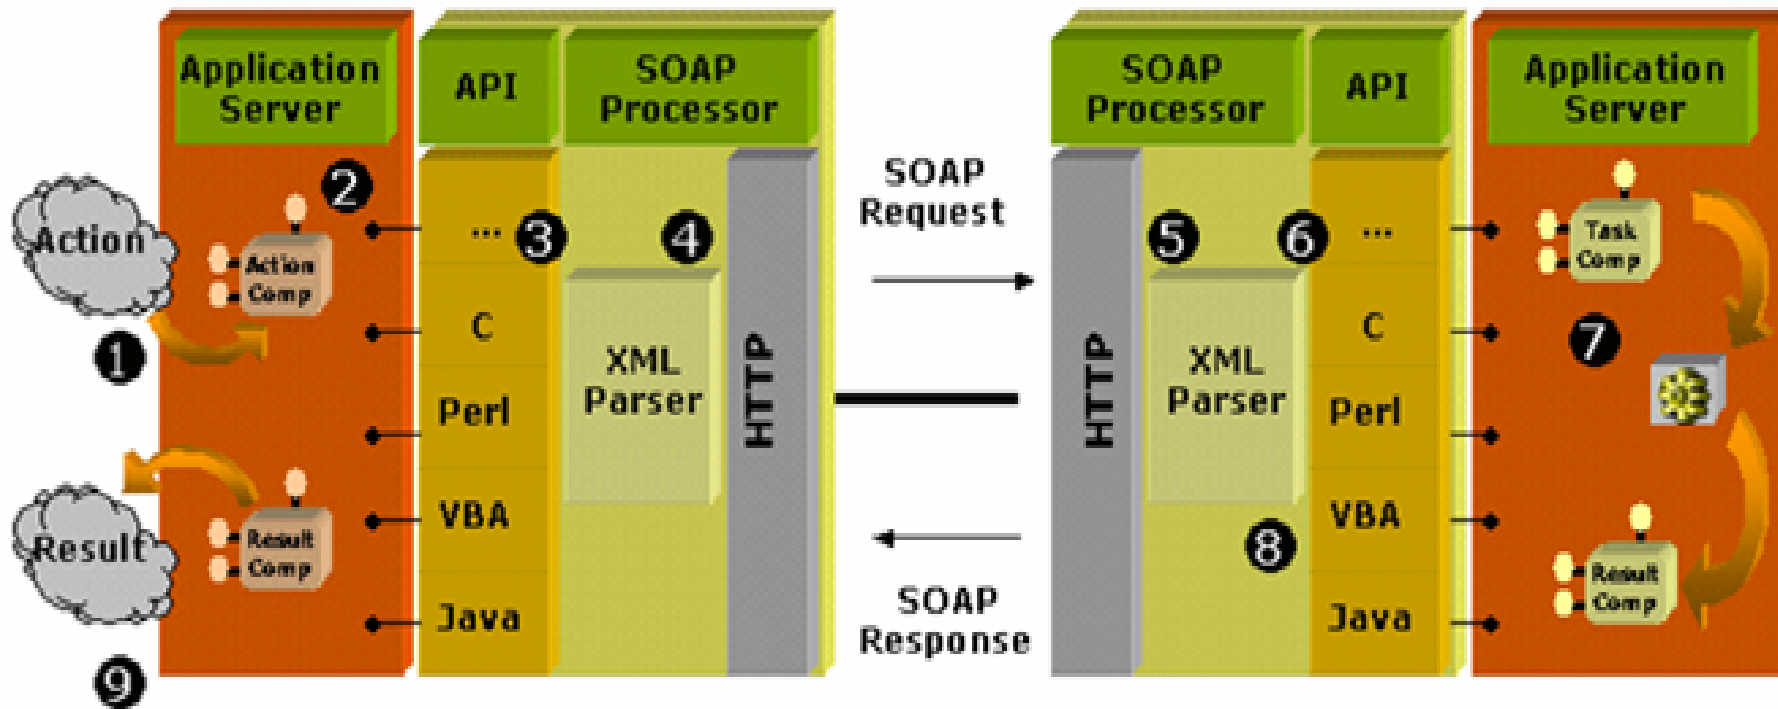 Application
Server
API
SOAP
Processor
SOAP
Processor
API
Application
Server
2
Action
Action
Comp
1
...
3
4
C
XML
Parser
Perl
HTTP
VBA
Java
Result
Result
Comp
9
SOAP
Request
SOAP
Response
HTTP
5
6
...
XML
Parser
C
Perl
8
VBA
Java
Task
Comp
7
Result
Comp